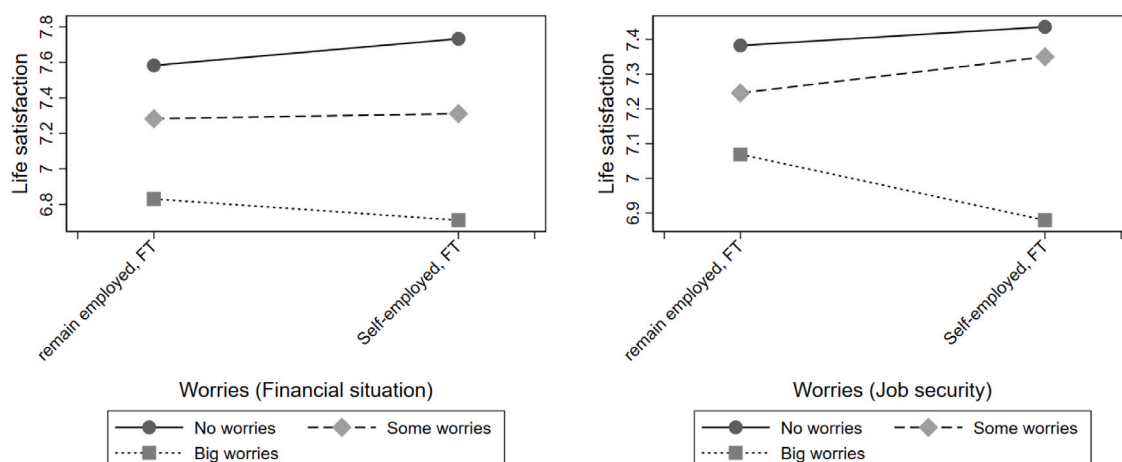 Life satisfaction
7.8
7.6
7.4
7.2
7
6.8
remain employed, FT
Self-employed, FT
Worries (Financial situation)
No worries
Some worries
Big worries
Life satisfaction
7.4
7.3
7.2
7.1
7
6.9
remain employed, FT
Self-employed, FT
Worries (Job security)
No worries
Some worries
Big worries